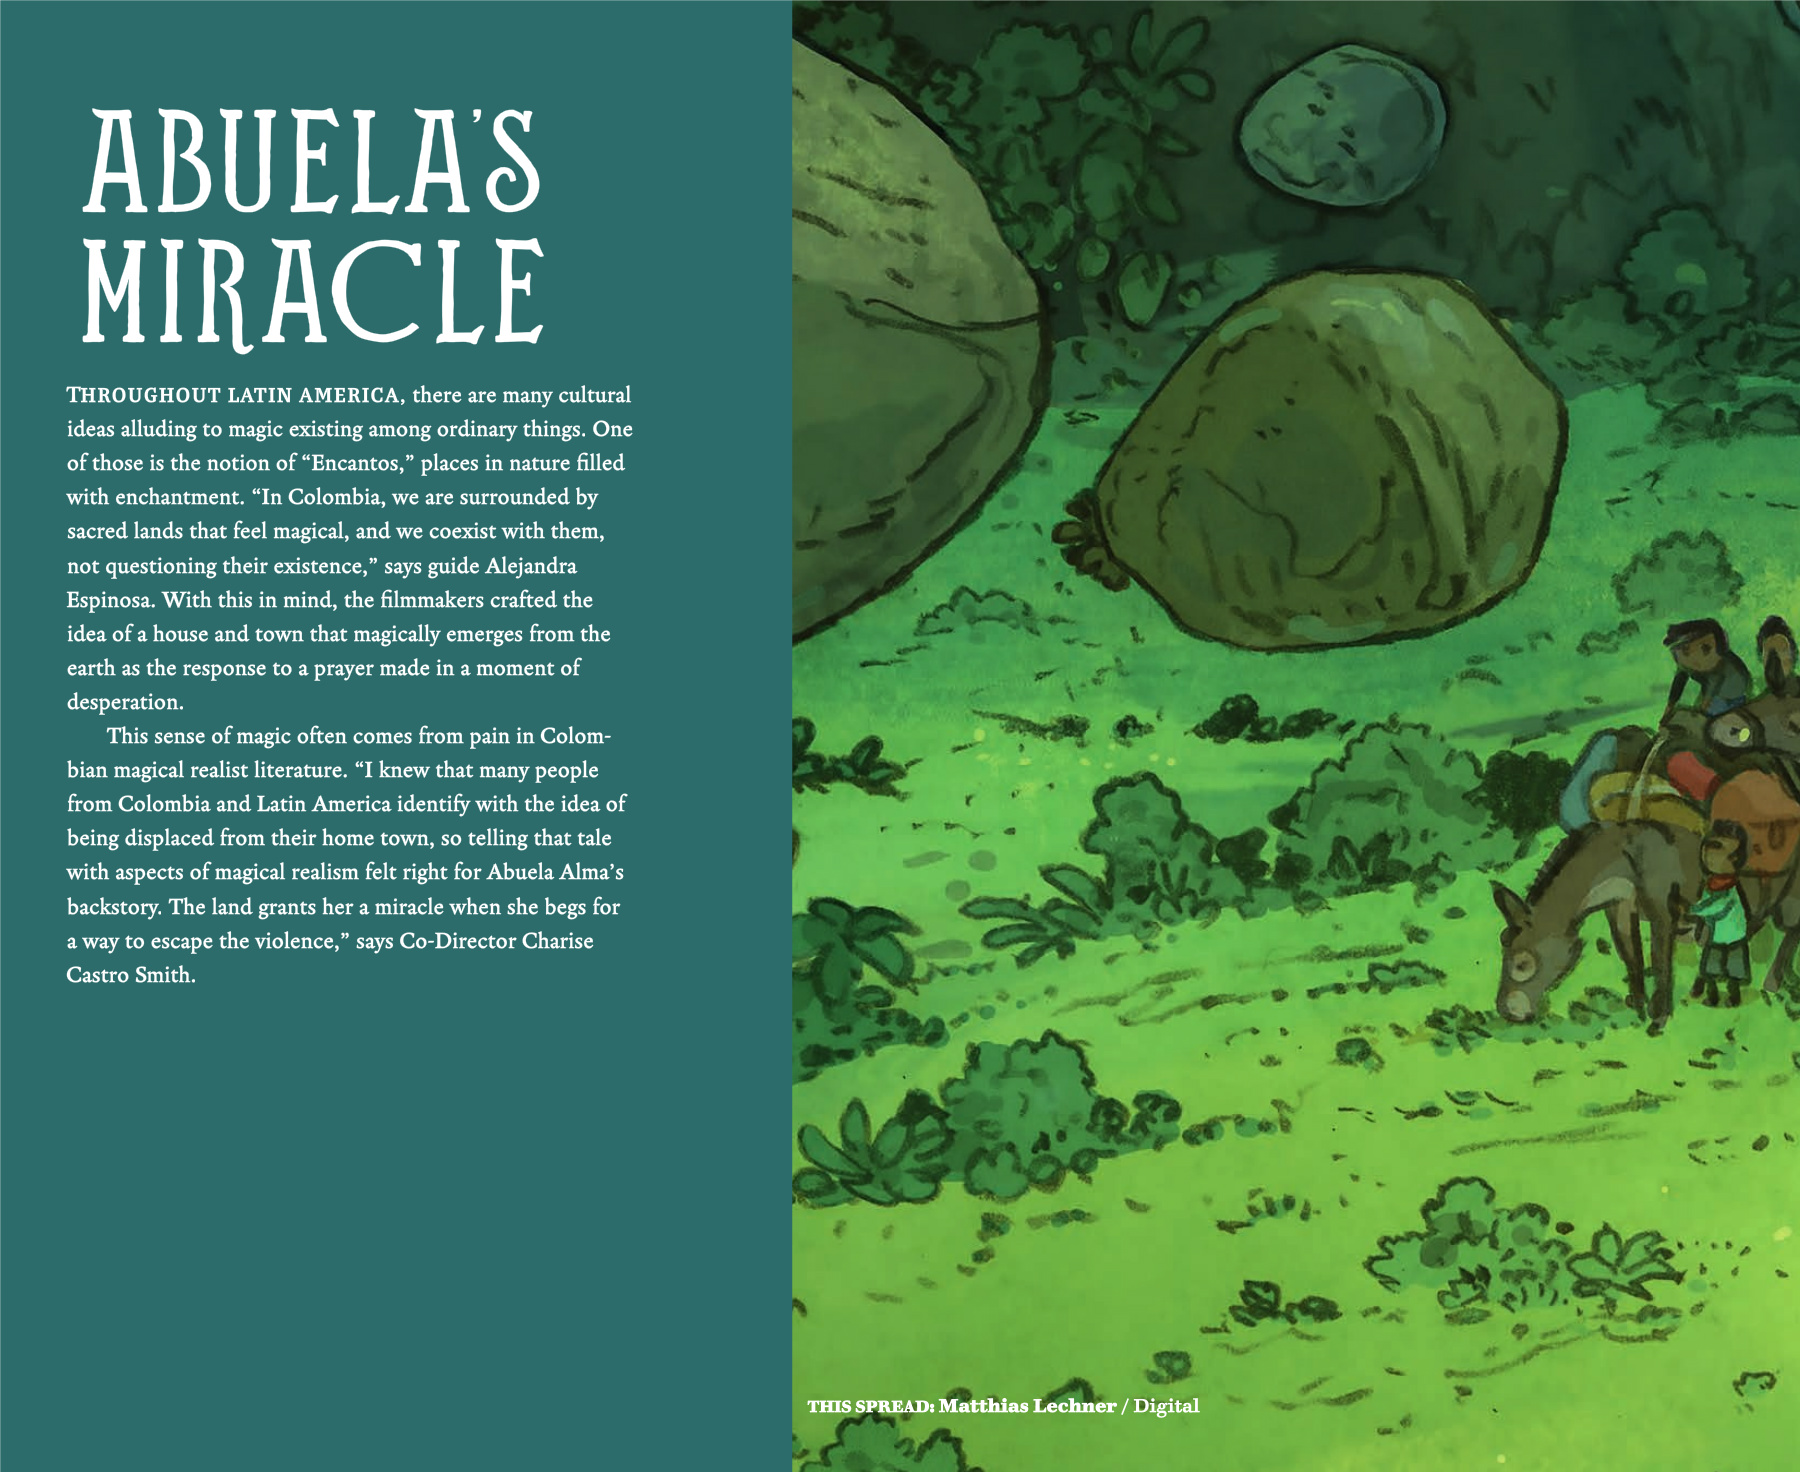 ABUELA'S
MIRACLE
THROUGHOUT LATIN AMERICA, there are many cultural
ideas alluding to magic existing among ordinary things. One
of those is the notion of “Encantos,” places in nature filled
with enchantment. “In Colombia, we are surrounded by
sacred lands that feel magical, and we coexist with them,
not questioning their existence,” says guide Alejandra
Espinosa. With this in mind, the filmmakers crafted the
idea of a house and town that magically emerges from the
earth as the response to a prayer made in a moment of
desperation.
This sense of magic often comes from pain in Colom-
bian magical realist literature. “I knew that many people
from Colombia and Latin America identify with the idea of
being displaced from their home town, so telling that tale
with aspects of magical realism felt right for Abuela Alma’s
backstory. The land grants her a miracle when she begs for
a way to escape the violence,” says Co-Director Charise
Castro Smith.
THIS SPREAD: Matthias Lechner / Digital